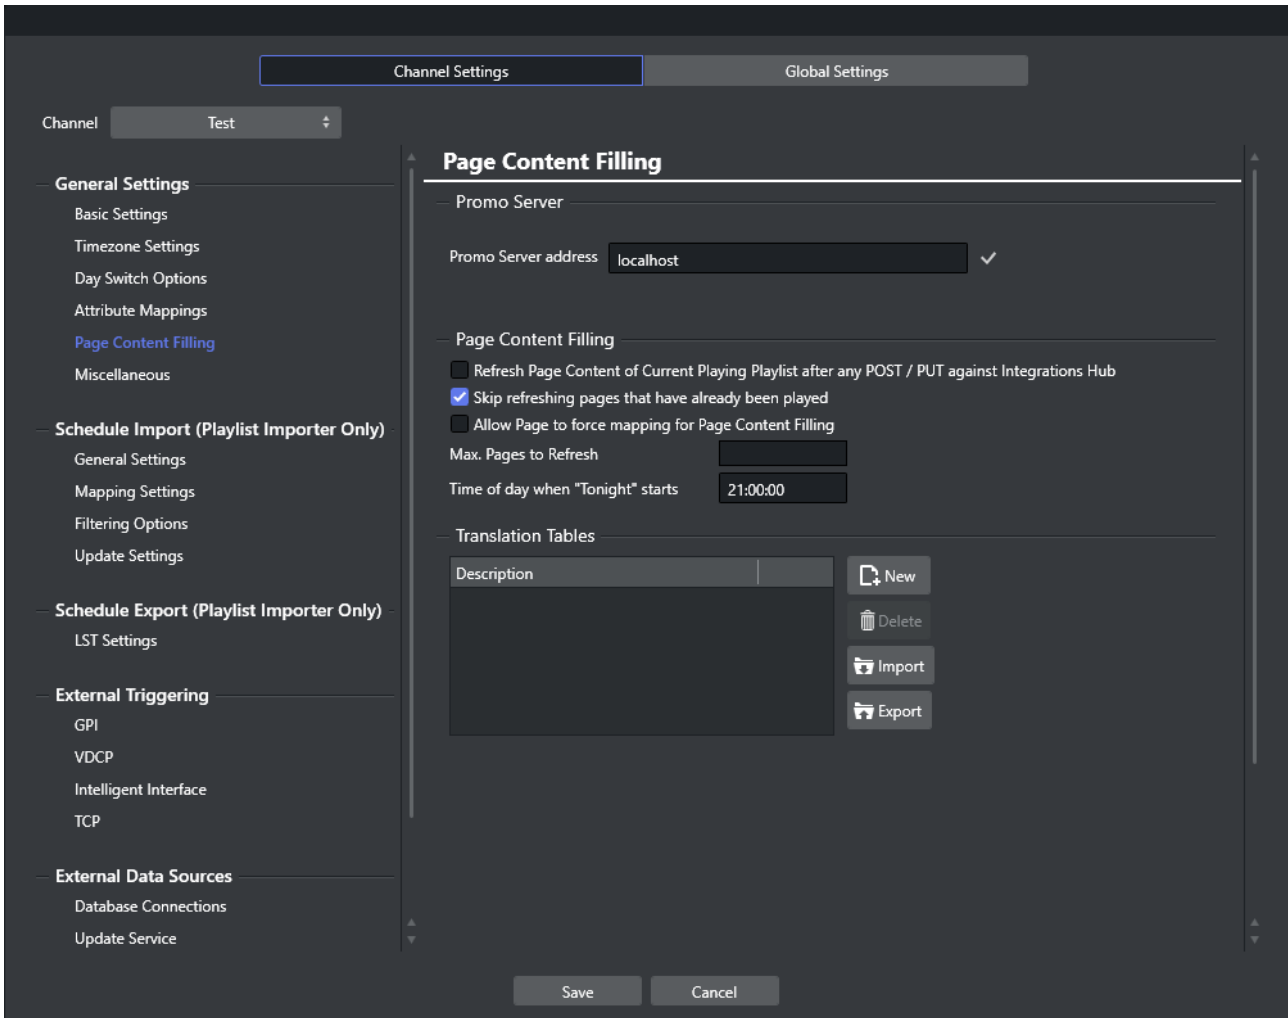 Channel Settings
Global Settings
Channel
Test
General Settings
Basic Settings
Timezone Settings
Day Switch Options
Attribute Mappings
Page Content Filling
Miscellaneous
Schedule Import (Playlist Importer Only)
General Settings
Mapping Settings
Filtering Options
Update Settings
Schedule Export (Playlist Importer Only)
LST Settings
External Triggering
GPI
VDCP
Intelligent Interface
TCP
External Data Sources
Database Connections
Update Service
Page Content Filling
Promo Server
Promo Server address
localhost
Page Content Filling
Refresh Page Content of Current Playing Playlist after any POST / PUT against Integrations Hub
Skip refreshing pages that have already been played
Allow Page to force mapping for Page Content Filling
Max. Pages to Refresh
Time of day when "Tonight" starts
21:00:00
Translation Tables
Description
New
Delete
Import
Export
Save
Cancel